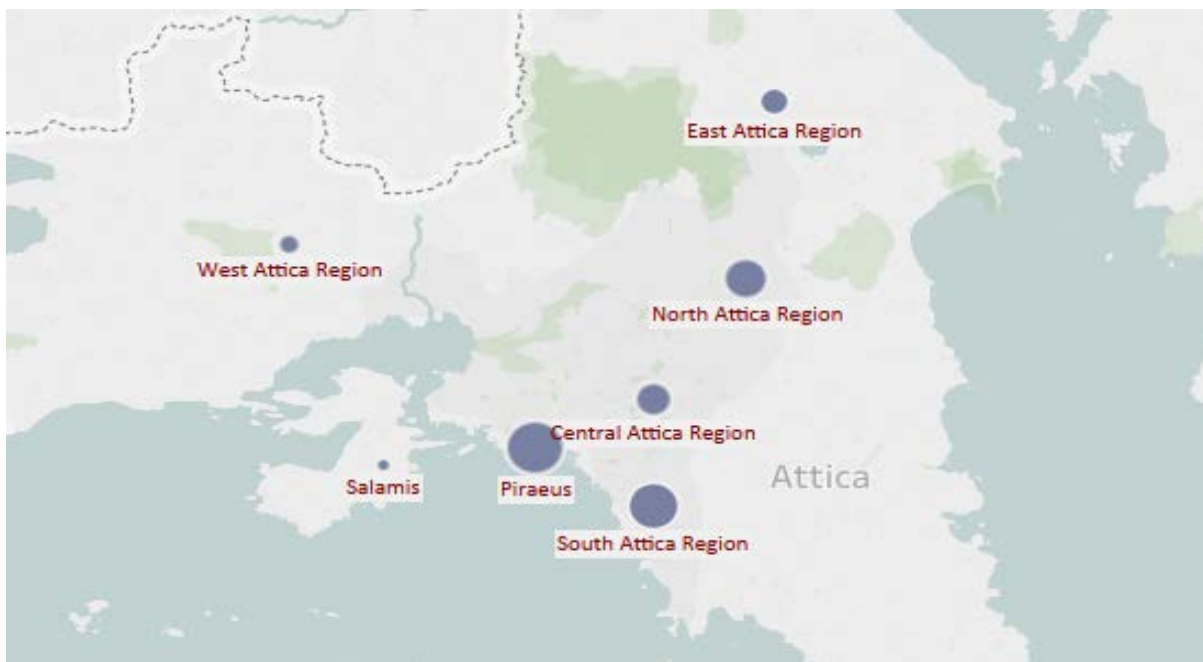 East Attica Region
West Attica Region
North Attica Region
Central Attica Region
Attica
Salamis
Piraeus
South Attica Region